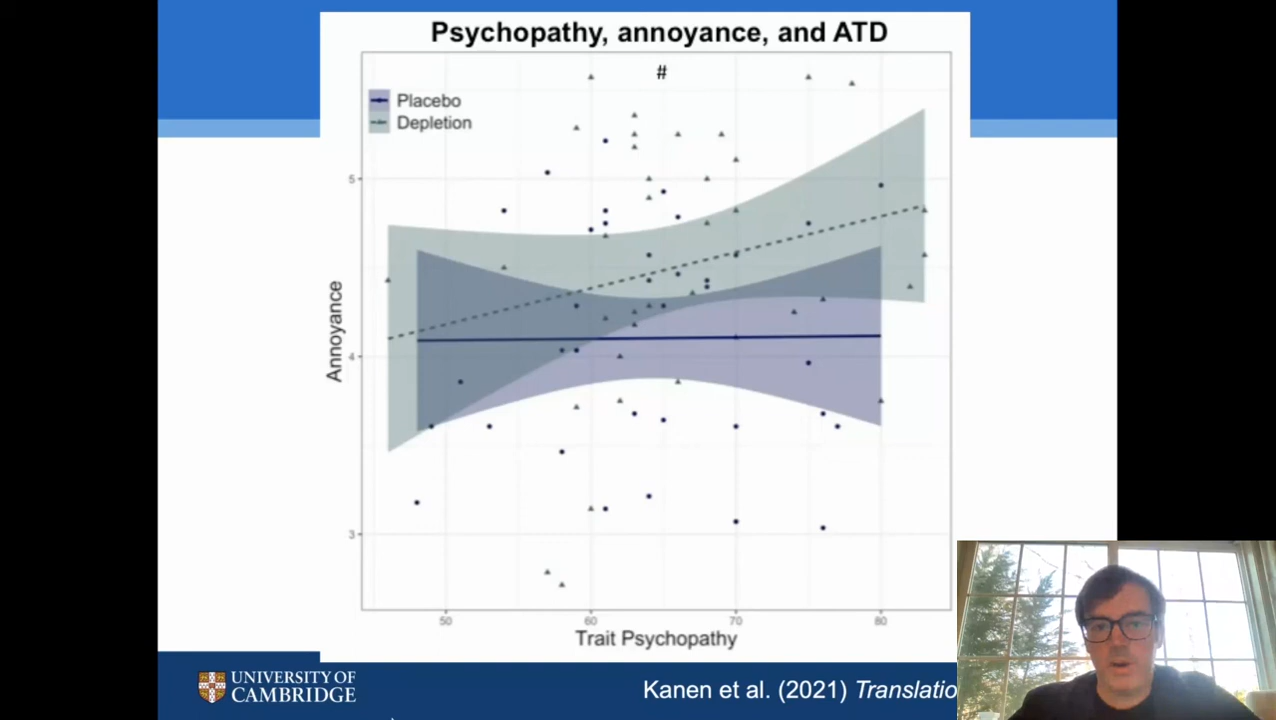 Psychopathy, annoyance, and ATD
#
Placebo
Depletion
5
4
3
Annoyance
50 60 70 80
Trait Psychopathy
UNIVERSITY OF
CAMBRIDGE
Kanen et al. (2021) Translatio